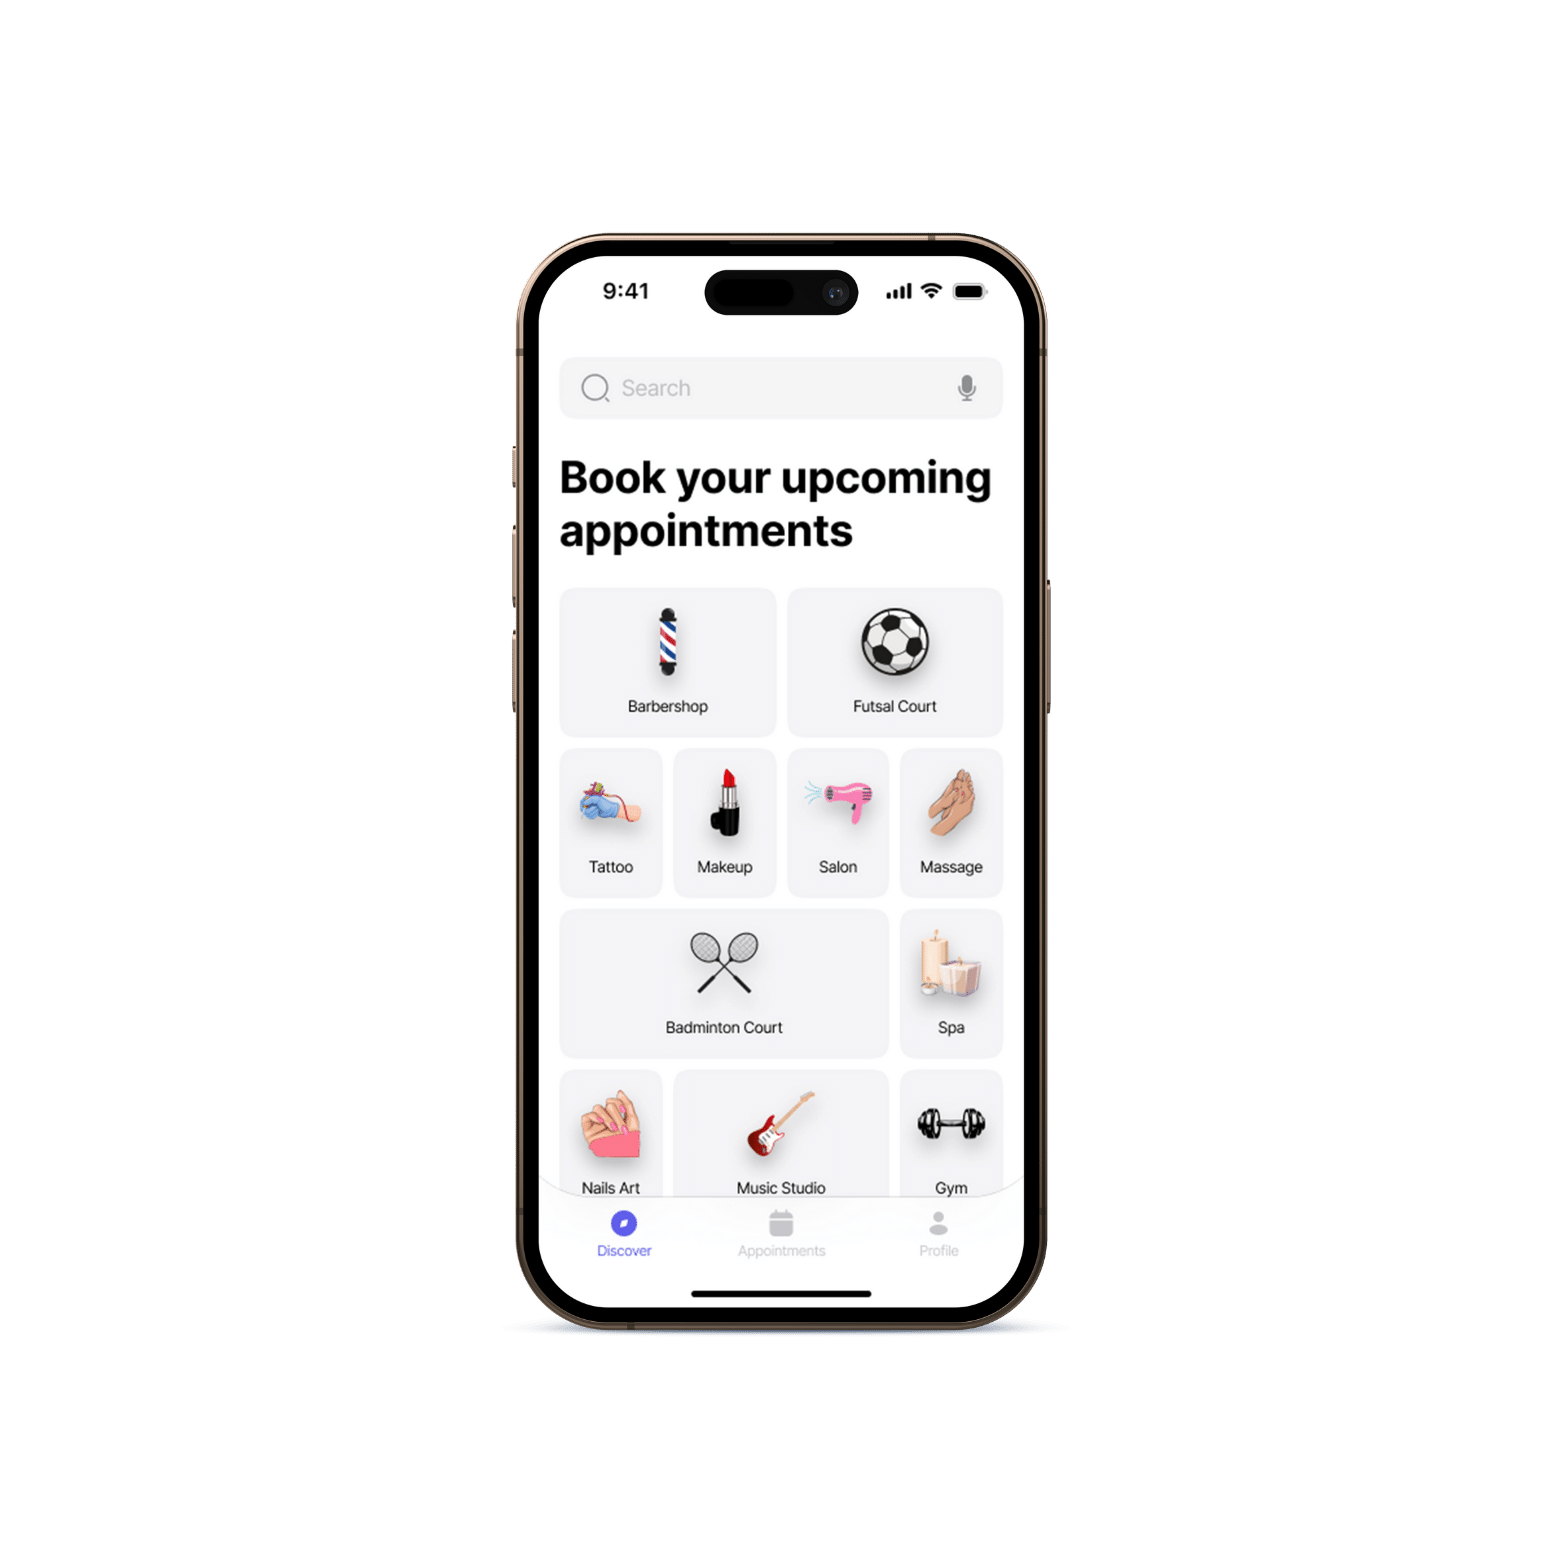 9:41
Search
Book your upcoming
appointments
Barbershop
Futsal Court
Tattoo
Makeup
Salon
Massage
Badminton Court
Spa
Nails Art
Music Studio
Gym
Discover
Appointments
Profile